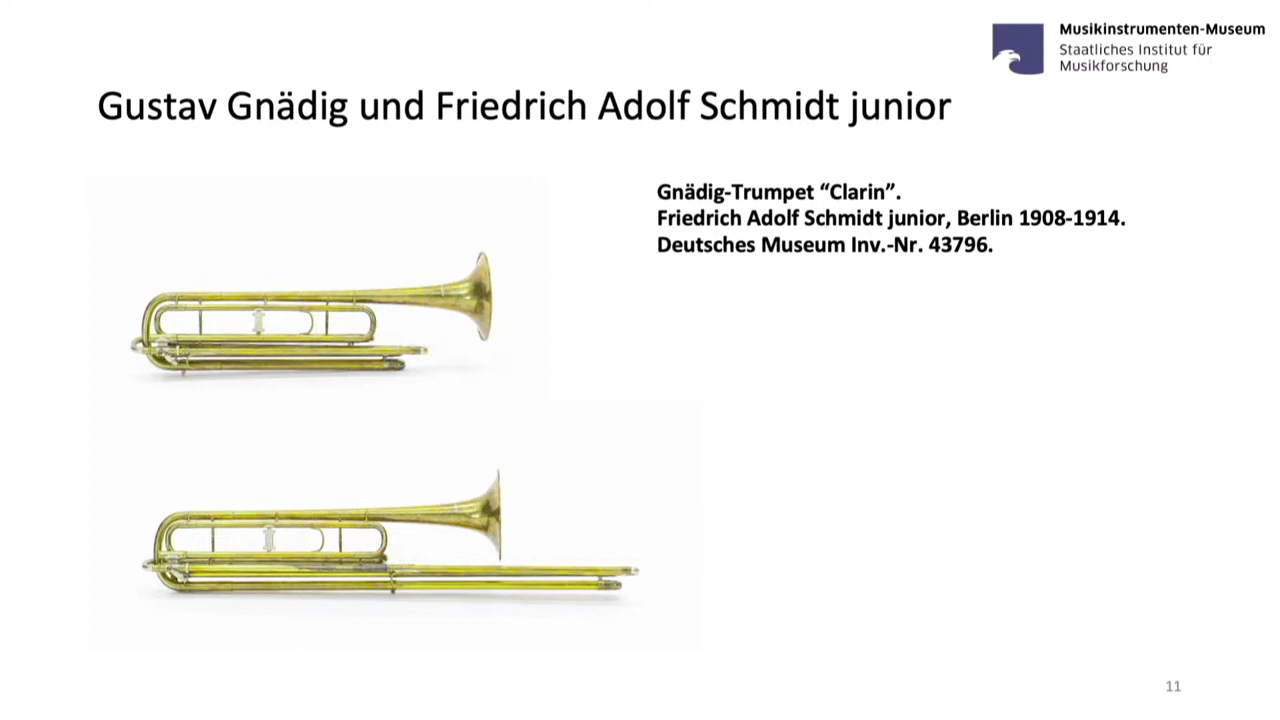 Musikinstrumenten-Museum
Staatliches Institut für
Musikforschung
Gustav Gnädig und Friedrich Adolf Schmidt junior
Gnädig-Trumpet “Clarin”.
Friedrich Adolf Schmidt junior, Berlin 1908-1914.
Deutsches Museum Inv.-Nr. 43796.
11